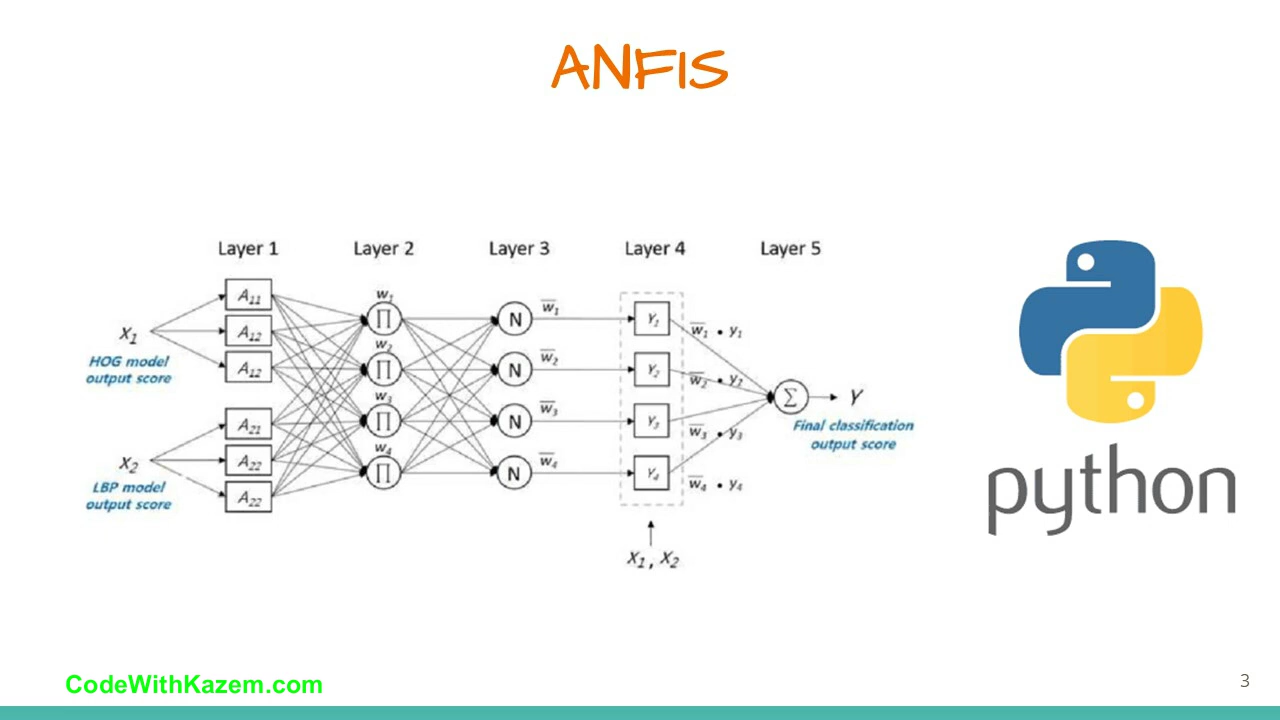 ANFIS
Layer 1
Layer 2
Layer 3
Layer 4
Layer 5
X1
HOG model
output score
X2
LBP model
output score
A11
A12
A12
A21
A22
A22
w1
∏
w2
∏
w3
∏
w4
∏
N
N
N
N
w̅1
w̅2
w̅3
w̅4
Y1
Y2
Y3
Y4
X1 , X2
w̅1 • y1
w̅2 • y2
w̅3 • y3
w̅4 • y4
∑
Y
Final classification
output score
python
CodeWithKazem.com
3